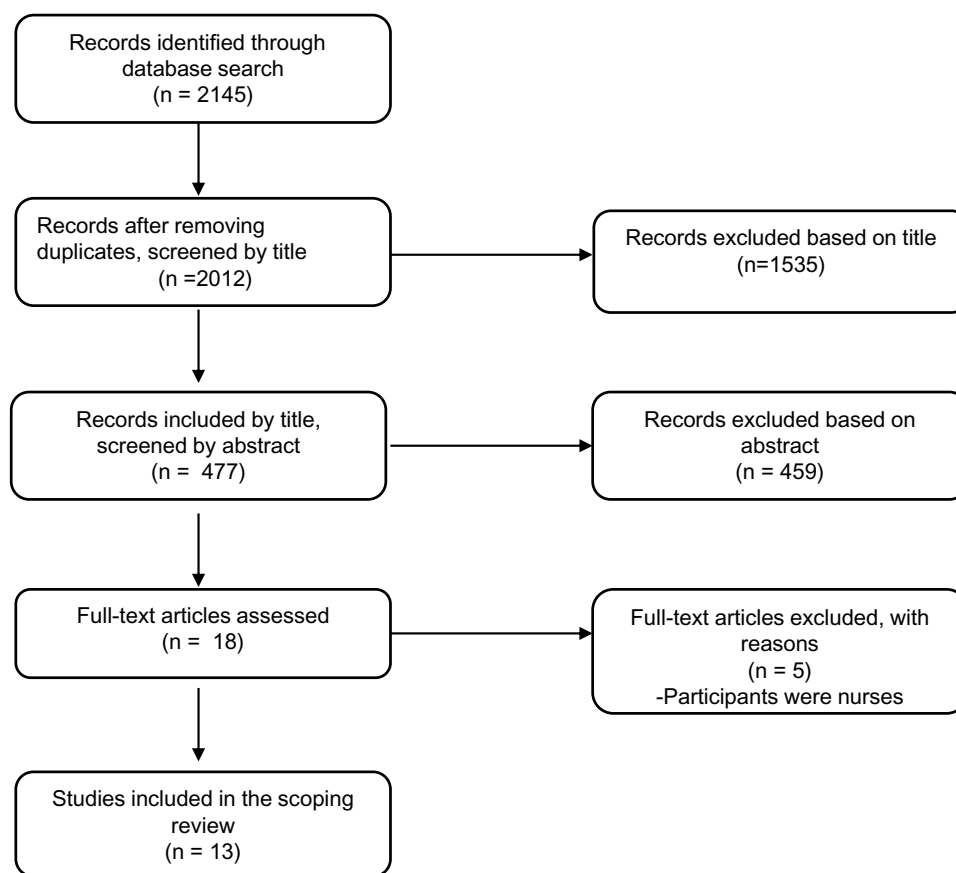 Records identified through
database search
(n = 2145)
Records after removing
duplicates, screened by title
(n =2012)
Records excluded based on title
(n=1535)
Records included by title,
screened by abstract
(n = 477)
Records excluded based on
abstract
(n = 459)
Full-text articles assessed
(n = 18)
Full-text articles excluded, with
reasons
(n = 5)
-Participants were nurses
Studies included in the scoping
review
(n = 13)